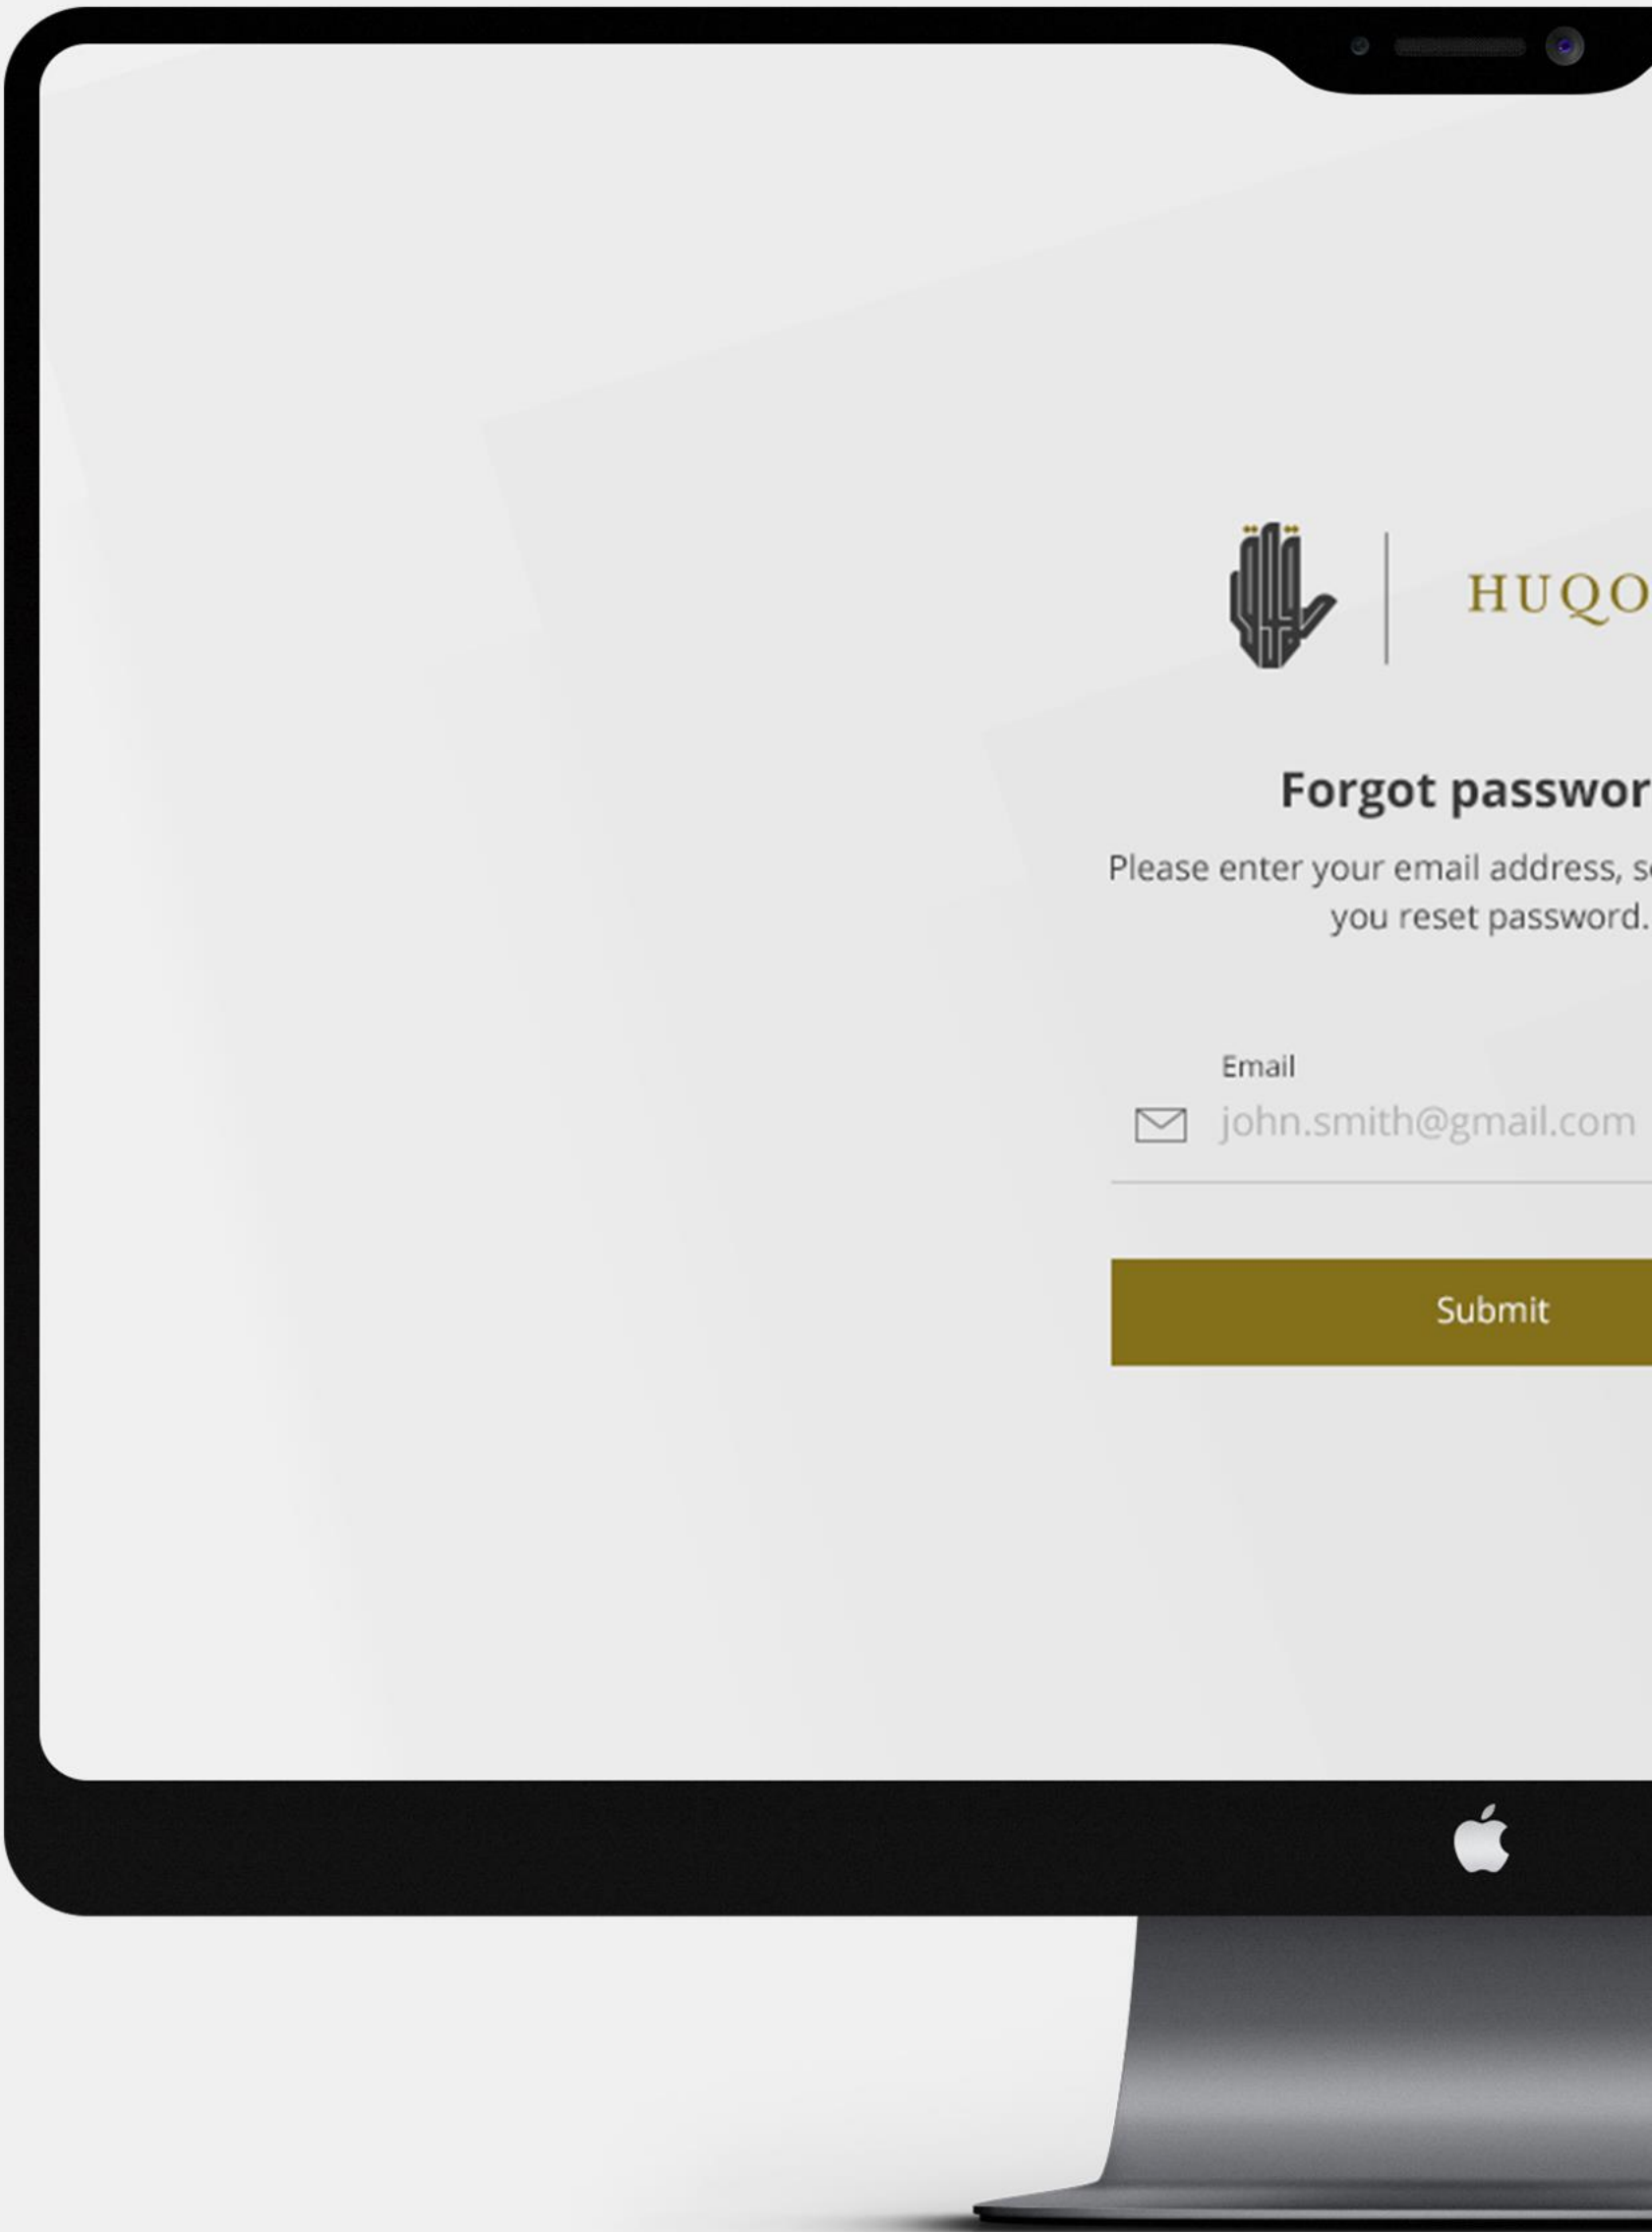 HUQO
Forgot passwor
Please enter your email address, s
you reset password.
Email
john.smith@gmail.com
Submit